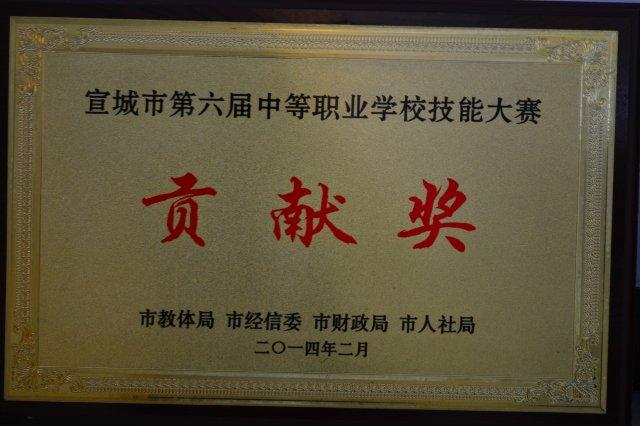 宣城市第六届中等职业学校技能大赛
贡献奖
市教体局 市经信委 市财政局 市人社局
二〇一四年二月